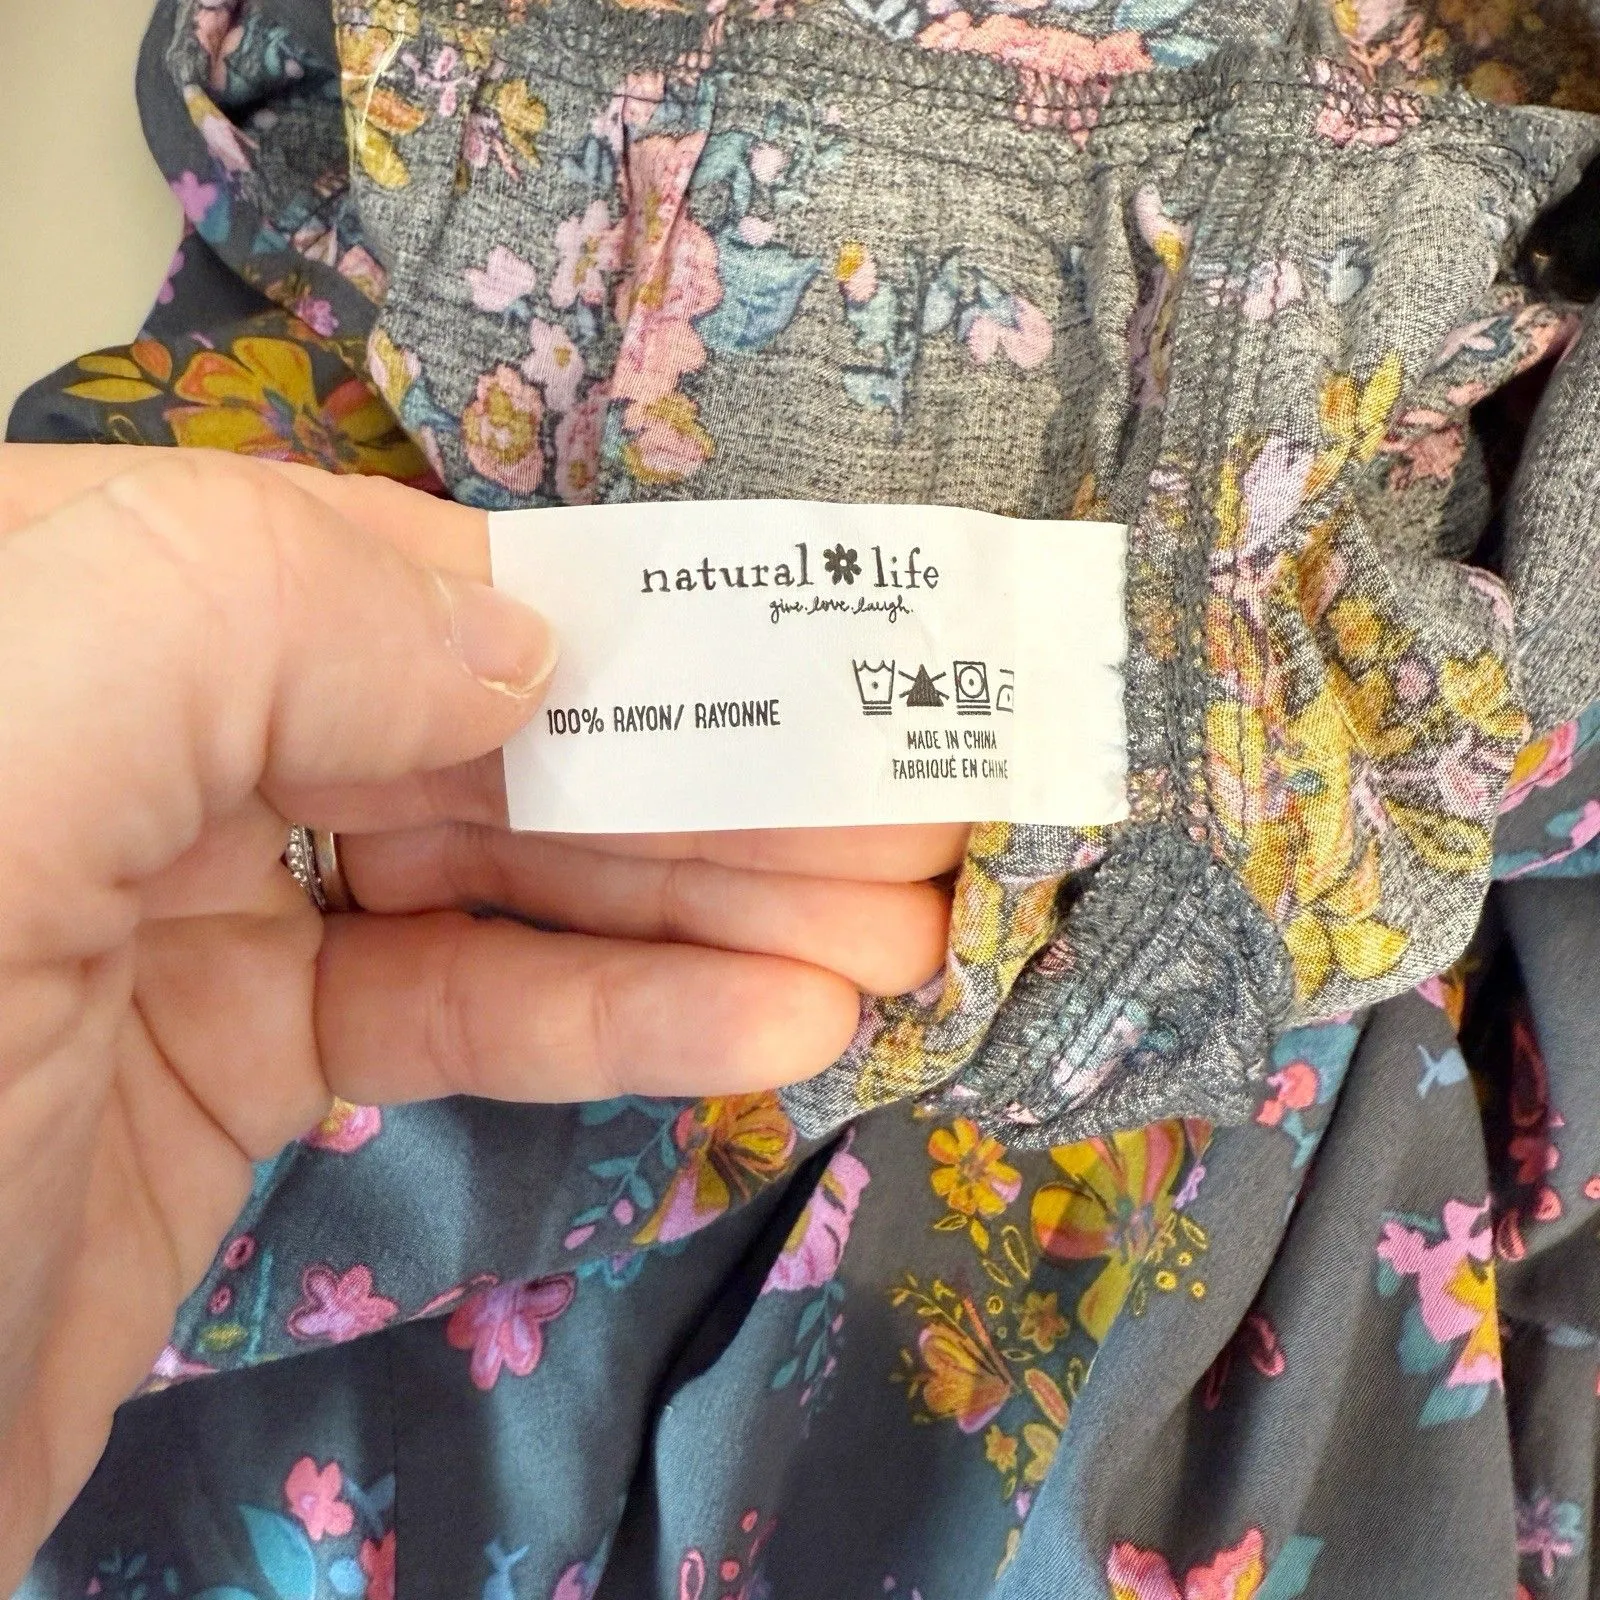 natural life
give. love. laugh.
100% RAYON/ RAYONNE
MADE IN CHINA
FABRIQUÉ EN CHINE